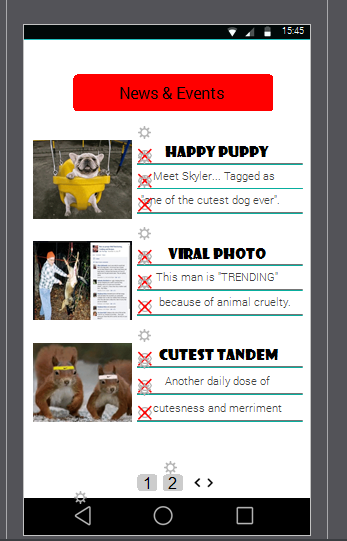 15:45
News & Events
HAPPY PUPPY
Meet Skyler... Tagged as
"one of the cutest dog ever".
VIRAL PHOTO
This man is "TRENDING"
because of animal cruelty.
CUTEST TANDEM
Another daily dose of
cutesness and merriment
1 2 < >